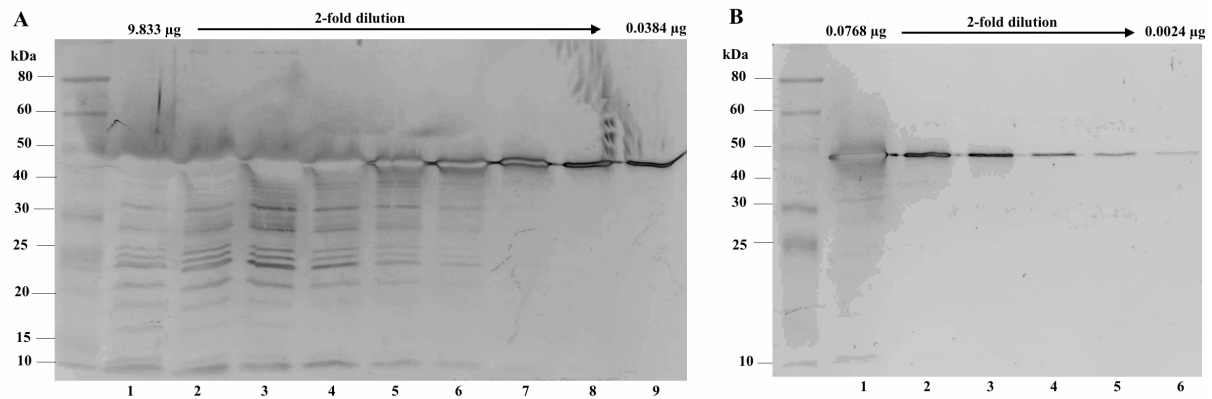 A
2-fold dilution
9.833 µg
0.0384 µg
kDa
80
60
50
40
30
25
20
15
10
1 2 3 4 5 6 7 8 9
B
2-fold dilution
0.0768 µg
0.0024 µg
kDa
80
60
50
40
30
25
10
1 2 3 4 5 6